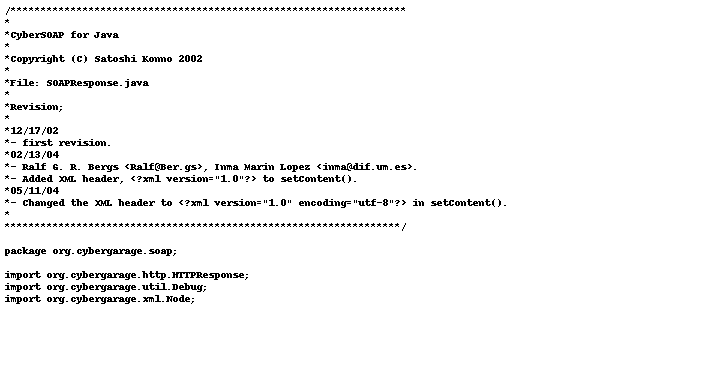 /******************************************************************
*
*CyberSOAP for Java
*
*Copyright (C) Satoshi Konno 2002
*
*File: SOAPResponse.java
*
*Revision;
*
*12/17/02
*- first revision.
*02/13/04
*- Ralf G. R. Bergs <Ralf@Ber.gs>, Inma Marin Lopez <inma@dif.um.es>.
*- Added XML header, <?xml version="1.0"?> to setContent().
*05/11/04
*- Changed the XML header to <?xml version="1.0" encoding="utf-8"?> in setContent().
*
******************************************************************/
package org.cybergarage.soap;
import org.cybergarage.http.HTTPResponse;
import org.cybergarage.util.Debug;
import org.cybergarage.xml.Node;